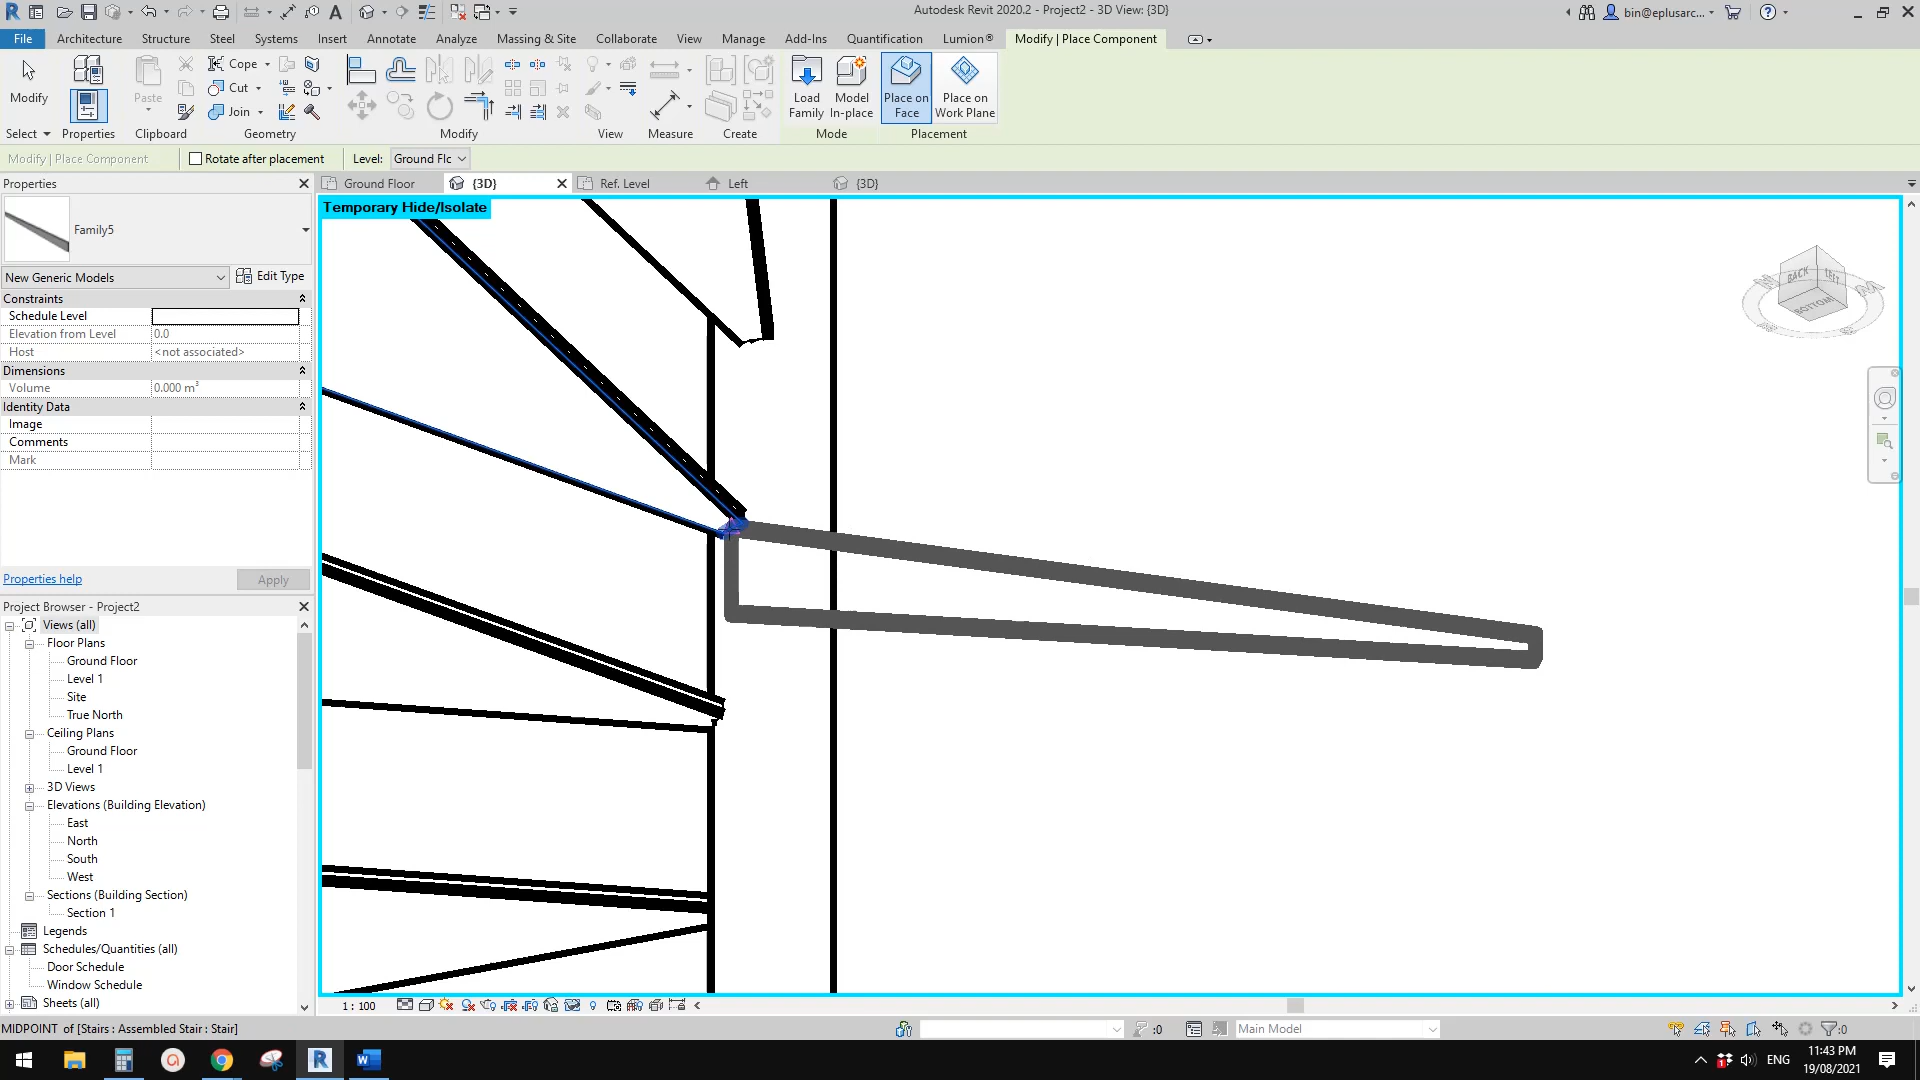 Autodesk Revit 2020.2 - Project2 - 3D View: {3D}
bin@eplusarc...
File Architecture Structure Steel Systems Insert Annotate Analyze Massing & Site Collaborate View Manage Add-Ins Quantification Lumion® Modify | Place Component
Modify
Paste
Cope
Cut
Join
Load Family
Model In-place
Place on Face
Place on Work Plane
Select Properties Clipboard Geometry Modify View Measure Create Mode Placement
Modify | Place Component
Rotate after placement
Level: Ground Flc
Properties
Ground Floor {3D} Ref. Level Left {3D}
Temporary Hide/Isolate
Family5
New Generic Models
Edit Type
Constraints
Schedule Level
Elevation from Level 0.0
Host <not associated>
Dimensions
Volume 0.000 m³
Identity Data
Image
Comments
Mark
BACK LEFT
BOTTOM
Properties help
Apply
Project Browser - Project2
Views (all)
Floor Plans
Ground Floor
Level 1
Site
True North
Ceiling Plans
Ground Floor
Level 1
3D Views
Elevations (Building Elevation)
East
North
South
West
Sections (Building Section)
Section 1
Legends
Schedules/Quantities (all)
Door Schedule
Window Schedule
Sheets (all)
1 : 100
MIDPOINT of [Stairs : Assembled Stair : Stair]
:0
Main Model
:0
ENG
11:43 PM
19/08/2021